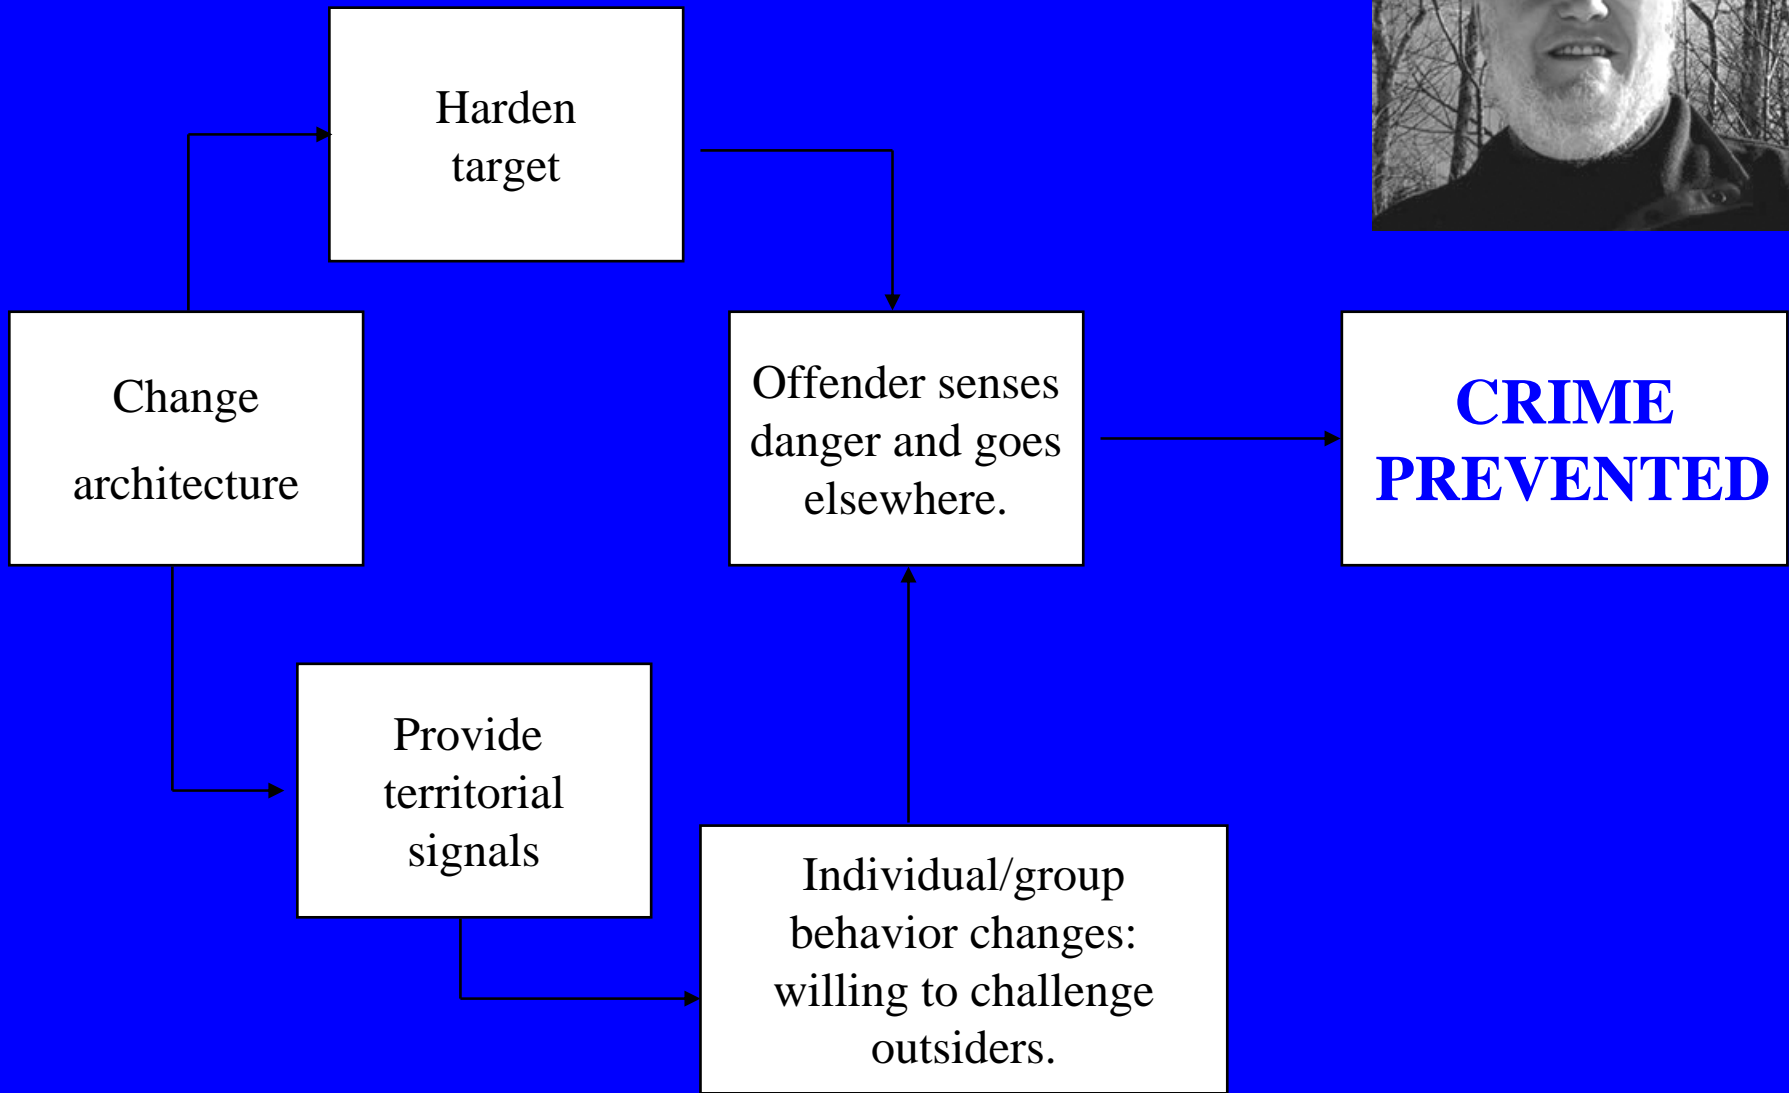 Harden
target
Change
architecture
Offender senses
danger and goes
elsewhere.
CRIME
PREVENTED
Provide
territorial
signals
Individual/group
behavior changes:
willing to challenge
outsiders.